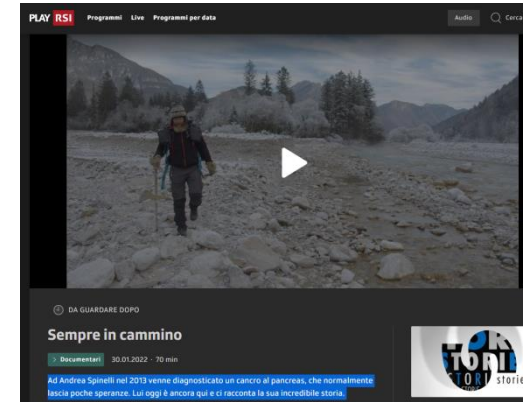 PLAY RSI Programmi Live Programmi per data Audio Cerca
DA GUARDARE DOPO
Sempre in cammino
> Documentari 30.01.2022 - 70 min
Ad Andrea Spinelli nel 2013 venne diagnosticato un cancro al pancreas, che normalmente
lascia poche speranze. Lui oggi è ancora qui e ci racconta la sua incredibile storia.
STORIE
storie